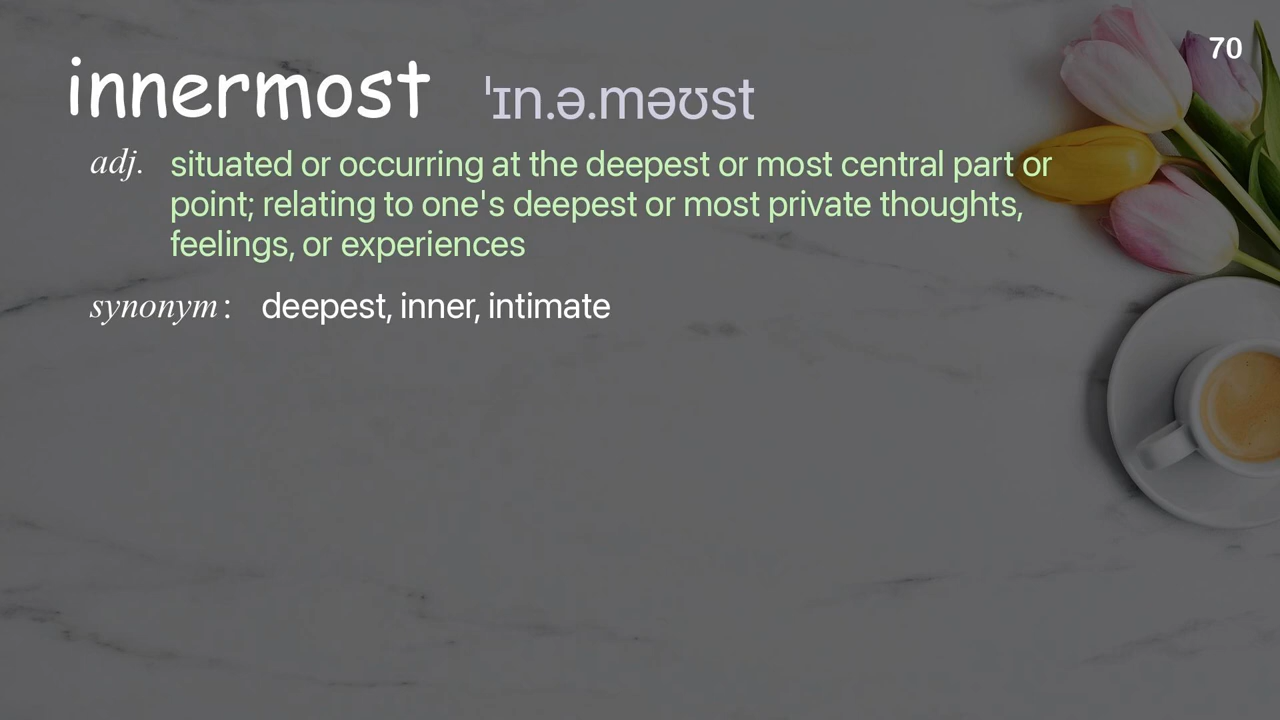 70
innermost ˈɪn.ə.məʊst
adj. situated or occurring at the deepest or most central part or
point; relating to one's deepest or most private thoughts,
feelings, or experiences
synonym: deepest, inner, intimate